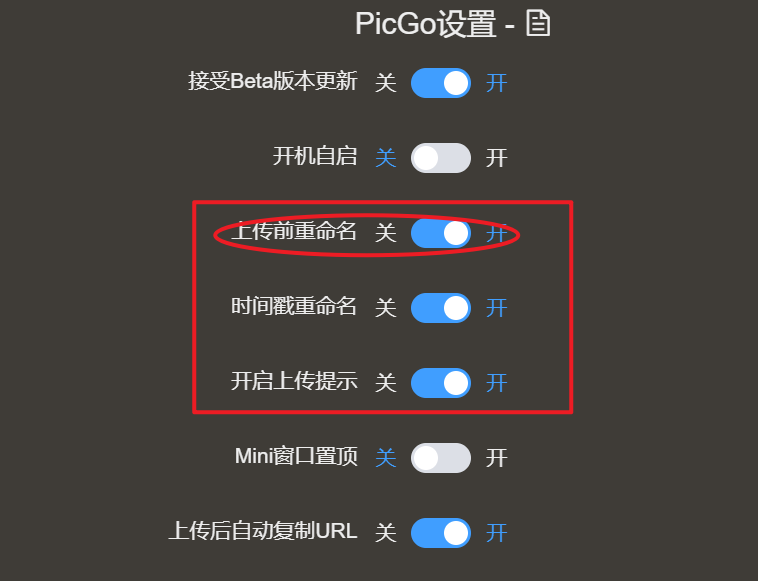 PicGo设置 -
接受Beta版本更新 关 开
开机自启 关 开
上传前重命名 关 开
时间戳重命名 关 开
开启上传提示 关 开
Mini窗口置顶 关 开
上传后自动复制URL 关 开